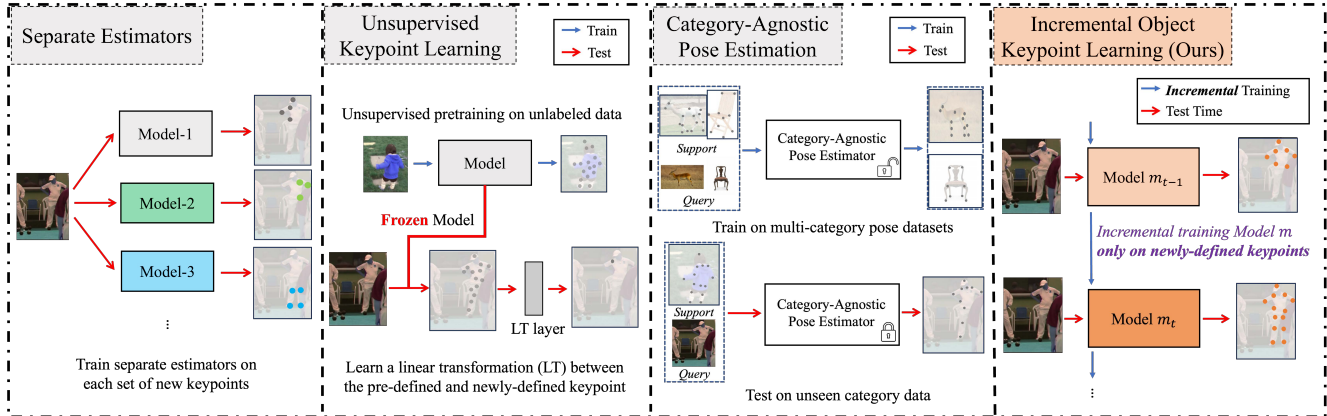 Separate Estimators
Model-1
Model-2
Model-3
...
Train separate estimators on
each set of new keypoints
Unsupervised
Keypoint Learning
Train
Test
Unsupervised pretraining on unlabeled data
Model
Frozen Model
LT layer
Learn a linear transformation (LT) between
the pre-defined and newly-defined keypoint
Category-Agnostic
Pose Estimation
Train
Test
Support
Query
Category-Agnostic
Pose Estimator
Train on multi-category pose datasets
Support
Query
Category-Agnostic
Pose Estimator
Test on unseen category data
Incremental Object
Keypoint Learning (Ours)
Incremental Training
Test Time
Model m_{t-1}
Incremental training Model m
only on newly-defined keypoints
Model m_t
...